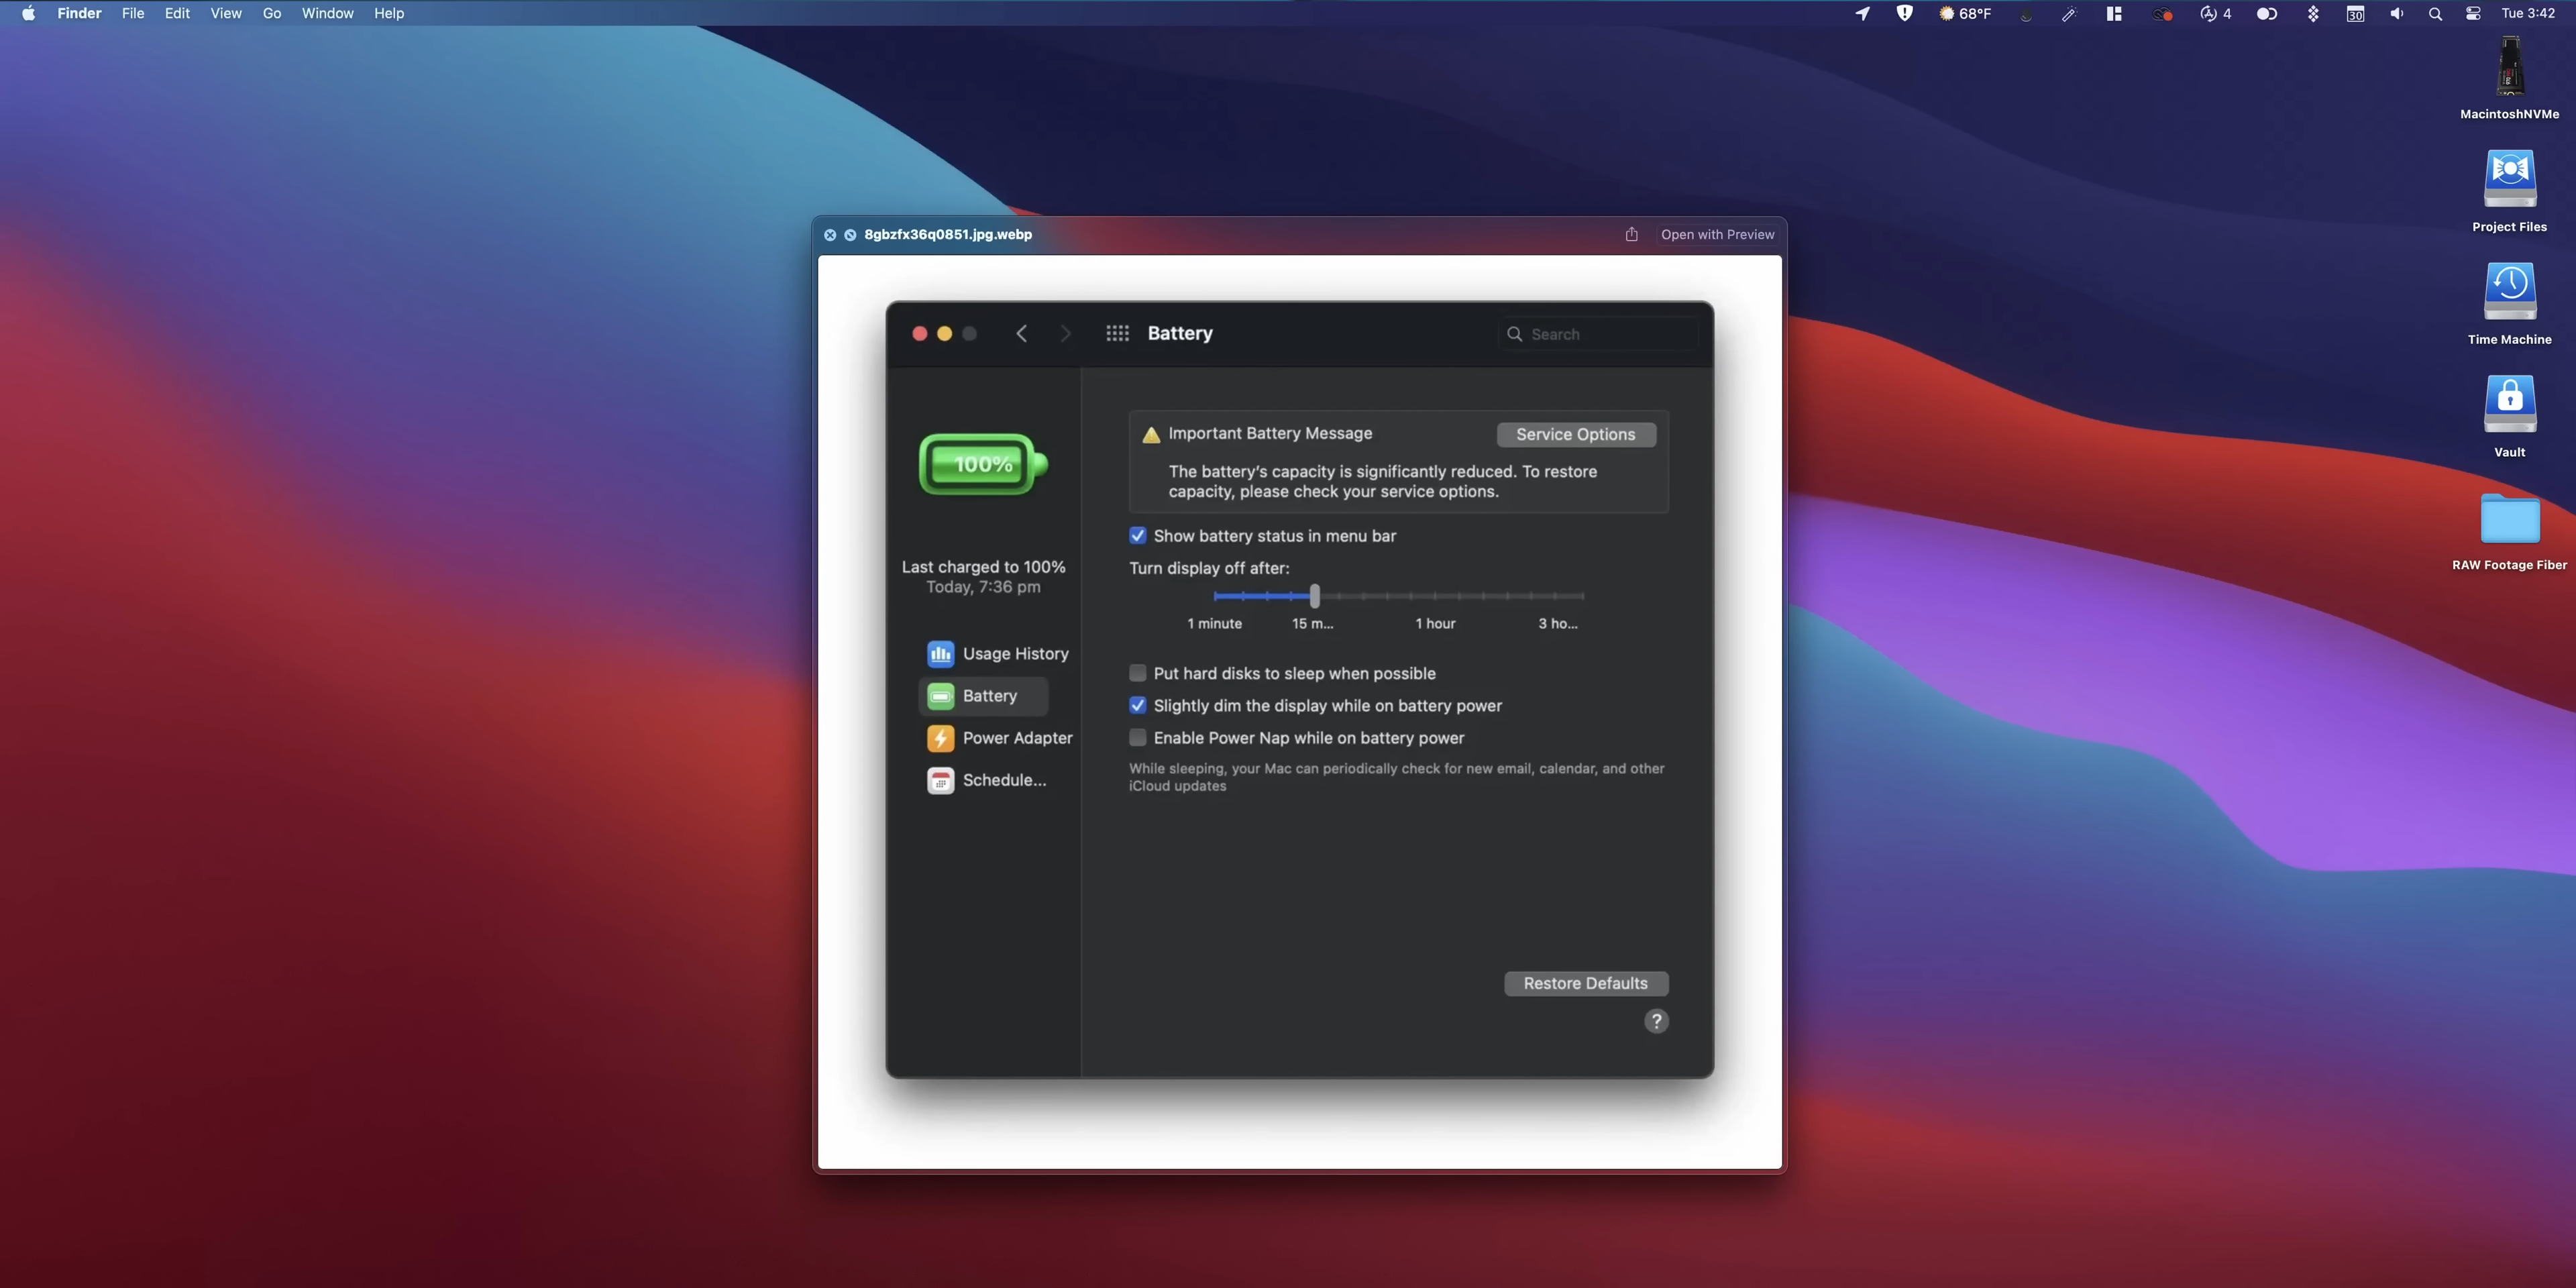 Finder File Edit View Go Window Help
68°F 4 30 Tue 3:42
MacintoshNVMe
Project Files
Time Machine
Vault
RAW Footage Fiber
8gbzfx36q0851.jpg.webp Open with Preview
Battery Search
100%
Last charged to 100%
Today, 7:36 pm
Usage History
Battery
Power Adapter
Schedule...
Important Battery Message Service Options
The battery's capacity is significantly reduced. To restore
capacity, please check your service options.
Show battery status in menu bar
Turn display off after:
1 minute 15 m... 1 hour 3 ho...
Put hard disks to sleep when possible
Slightly dim the display while on battery power
Enable Power Nap while on battery power
While sleeping, your Mac can periodically check for new email, calendar, and other
iCloud updates
Restore Defaults
?